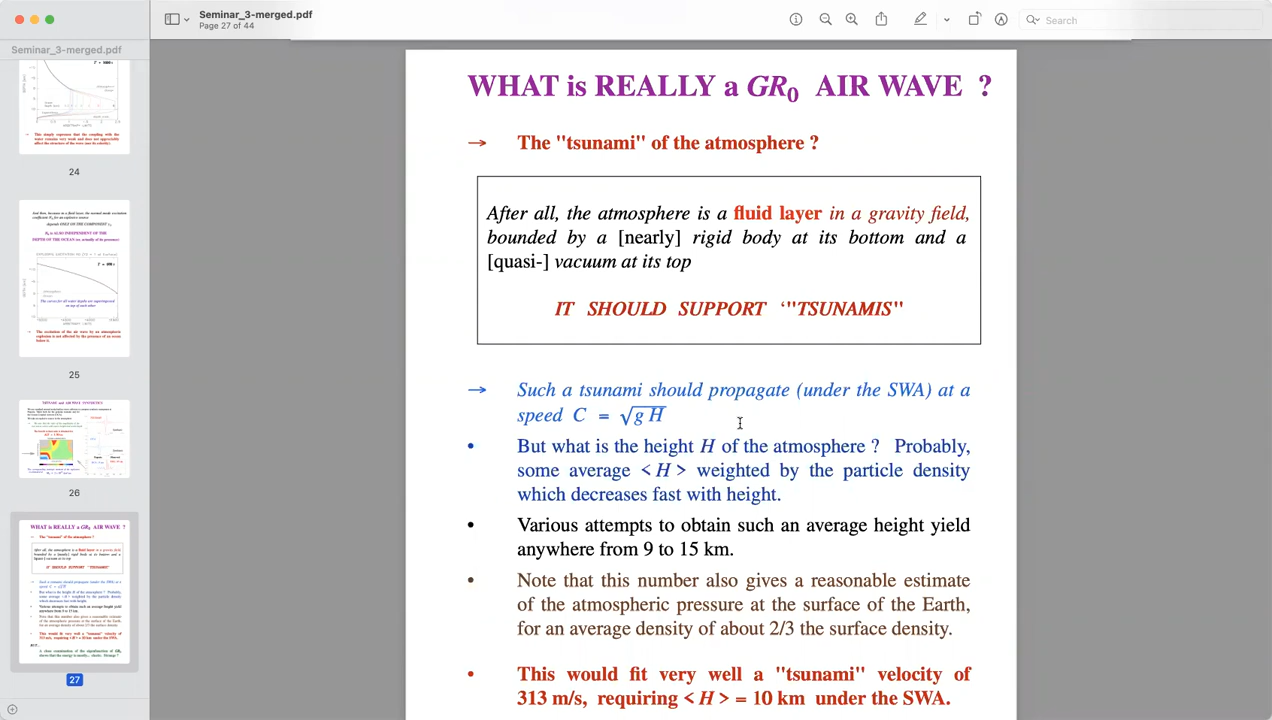 Seminar_3-merged.pdf
Page 27 of 44
Search
Seminar_3-merged.pdf
24
25
26
27
WHAT is REALLY a GR₀ AIR WAVE ?
→ The "tsunami" of the atmosphere ?
After all, the atmosphere is a fluid layer in a gravity field,
bounded by a [nearly] rigid body at its bottom and a
[quasi-] vacuum at its top
IT SHOULD SUPPORT ‘"TSUNAMIS"
→ Such a tsunami should propagate (under the SWA) at a
speed C = √g H
• But what is the height H of the atmosphere ? Probably,
some average < H > weighted by the particle density
which decreases fast with height.
• Various attempts to obtain such an average height yield
anywhere from 9 to 15 km.
• Note that this number also gives a reasonable estimate
of the atmospheric pressure at the surface of the Earth,
for an average density of about 2/3 the surface density.
• This would fit very well a "tsunami" velocity of
313 m/s, requiring < H > = 10 km under the SWA.